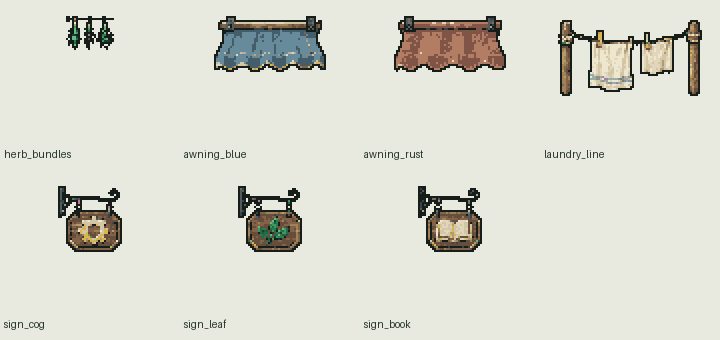 herb_bundles
awning_blue
awning_rust
laundry_line
sign_cog
sign_leaf
sign_book